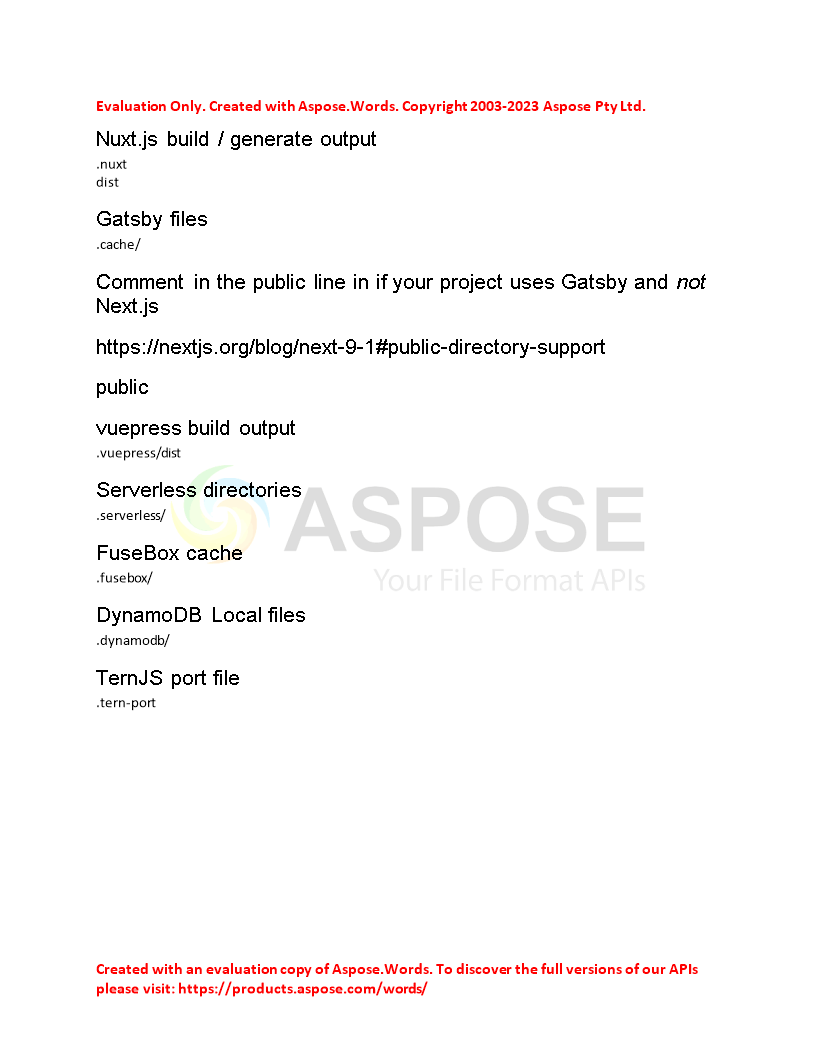 Evaluation Only. Created with Aspose.Words. Copyright 2003-2023 Aspose Pty Ltd.
Nuxt.js build / generate output
.nuxt
dist
Gatsby files
.cache/
Comment in the public line in if your project uses Gatsby and not
Next.js
https://nextjs.org/blog/next-9-1#public-directory-support
public
vuepress build output
.vuepress/dist
Serverless directories
.serverless/
ASPOSE
FuseBox cache
.fusebox/
Your File Format APIs
DynamoDB Local files
.dynamodb/
TernJS port file
.tern-port
Created with an evaluation copy of Aspose.Words. To discover the full versions of our APIs
please visit: https://products.aspose.com/words/